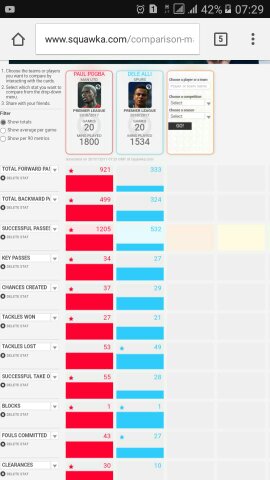 42% 07:29
www.squawka.com/comparison-m
5
1. Choose the teams or players
you want to compare by
interacting with the cards.
2. Select which stat you want to
compare from the drop-down
menu
3. Share with your friends.
Filter
Show totals
Show average per game
Show per 90 metrics
PAUL POGBA
MAN UTD
PREMIER LEAGUE
2016/2017
GAMES
20
MINS PLAYED
1800
DELE ALLI
SPURS
PREMIER LEAGUE
2016/2017
GAMES
20
MINS PLAYED
1534
Choose a player or a team
Choose a competition
Select
Choose a season
Select
GO!
TOTAL FORWARD PA 921 333
DELETE STAT
TOTAL BACKWARD P 499 324
DELETE STAT
SUCCESSFUL PASSES 1205 532
DELETE STAT
KEY PASSES 34 27
DELETE STAT
CHANCES CREATED 37 29
DELETE STAT
TACKLES WON 27 21
DELETE STAT
TACKLES LOST 53 49
DELETE STAT
SUCCESSFUL TAKE O 55 28
DELETE STAT
BLOCKS 1 1
DELETE STAT
FOULS COMMITTED 43 27
DELETE STAT
CLEARANCES 30 10
DELETE STAT